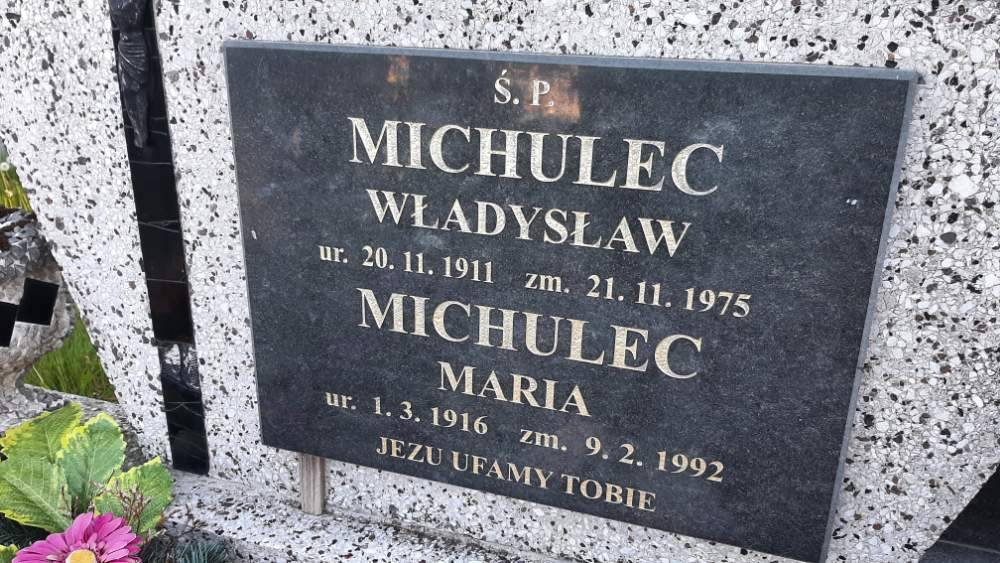 Ś. P.
MICHULEC
WŁADYSŁAW
ur. 20. 11. 1911 zm. 21. 11. 1975
MICHULEC
MARIA
ur. 1. 3. 1916 zm. 9. 2. 1992
JEZU UFAMY TOBIE